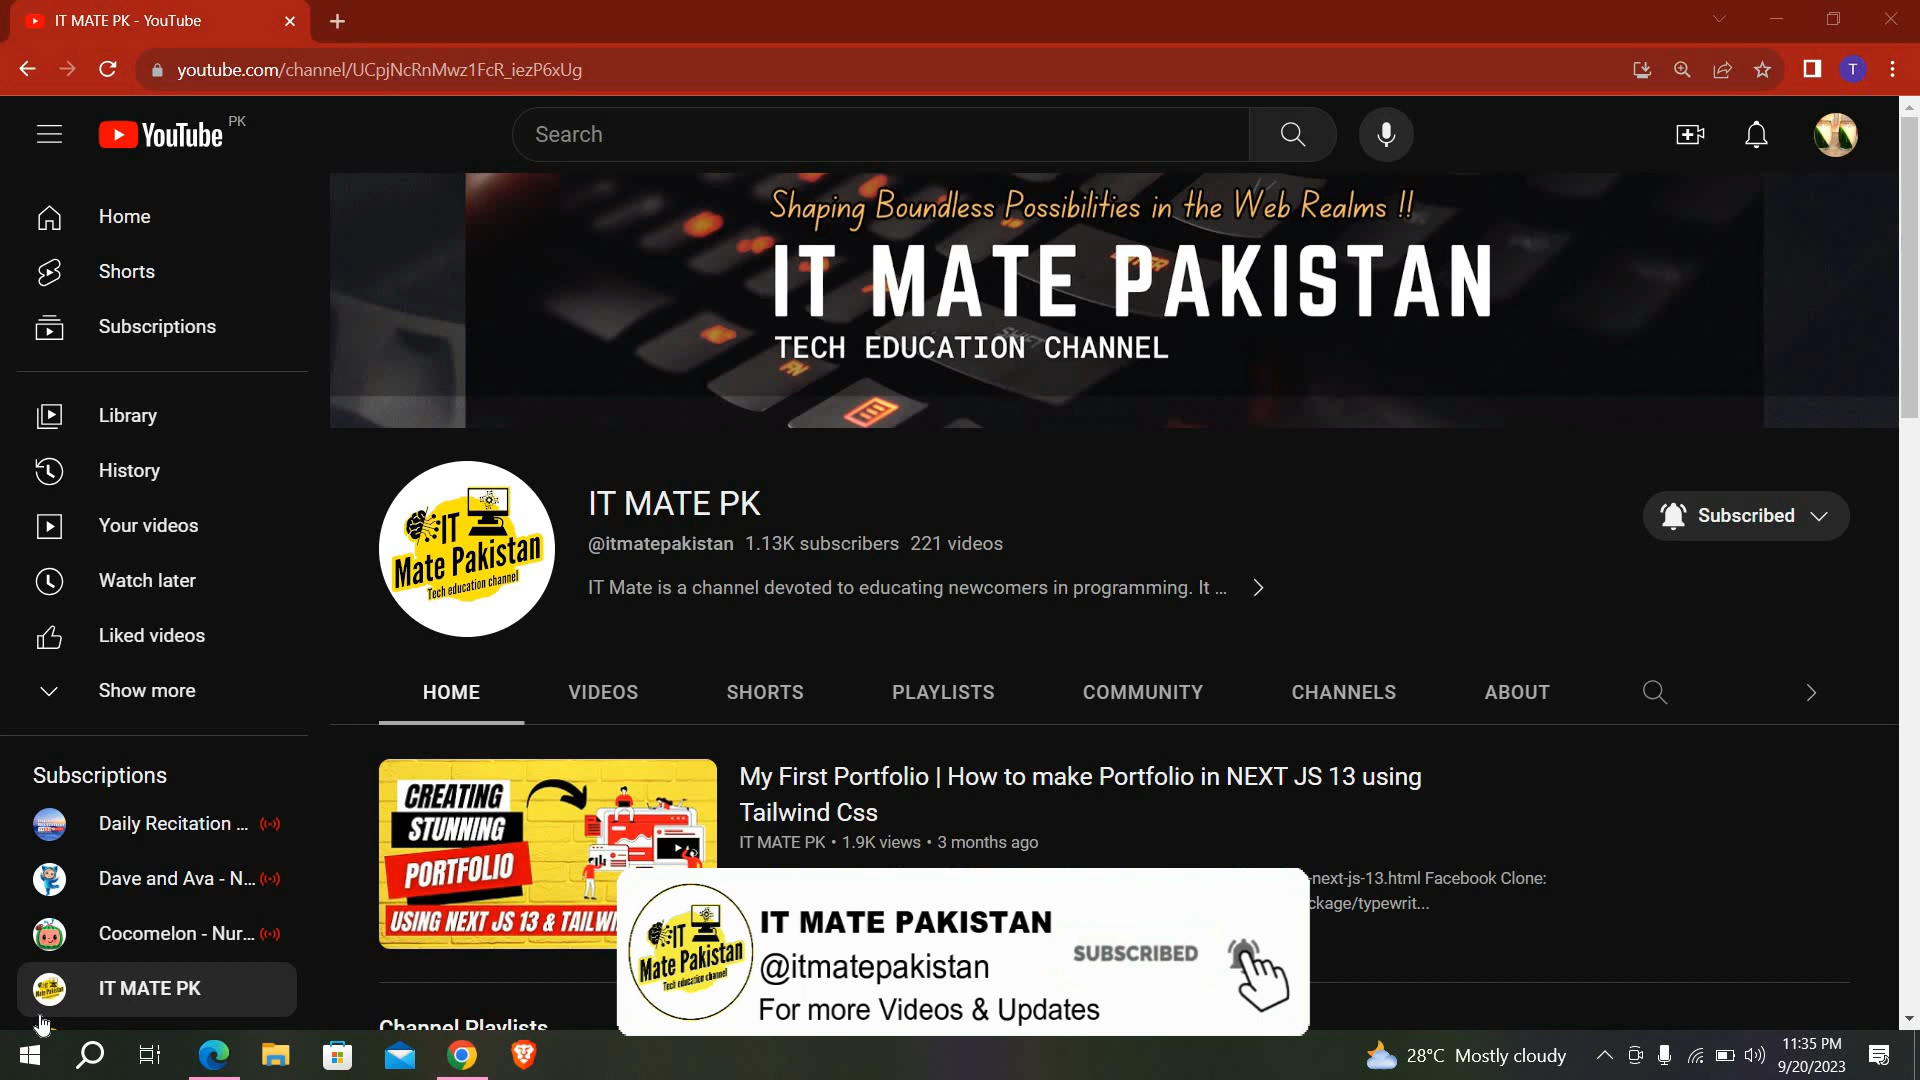 IT MATE PK - YouTube
youtube.com/channel/UCpjNcRnMwz1FcR_iezP6xUg
T
YouTube PK
Search
Home
Shorts
Subscriptions
Library
History
Your videos
Watch later
Liked videos
Show more
Subscriptions
Daily Recitation ...
Dave and Ava - N...
Cocomelon - Nur...
IT MATE PK
Shaping Boundless Possibilities in the Web Realms !!
IT MATE PAKISTAN
TECH EDUCATION CHANNEL
IT
Mate Pakistan
Tech education channel
IT MATE PK
@itmatepakistan 1.13K subscribers 221 videos
IT Mate is a channel devoted to educating newcomers in programming. It ...
Subscribed
HOME VIDEOS SHORTS PLAYLISTS COMMUNITY CHANNELS ABOUT
CREATING
STUNNING
PORTFOLIO
USING NEXT JS 13 &
My First Portfolio | How to make Portfolio in NEXT JS 13 using
Tailwind Css
IT MATE PK • 1.9K views • 3 months ago
-next-js-13.html Facebook Clone:
ckage/typewrit...
IT
Mate Pakistan
Tech education channel
IT MATE PAKISTAN
@itmatepakistan
For more Videos & Updates
SUBSCRIBED
Channel Playlists
28°C Mostly cloudy
11:35 PM
9/20/2023